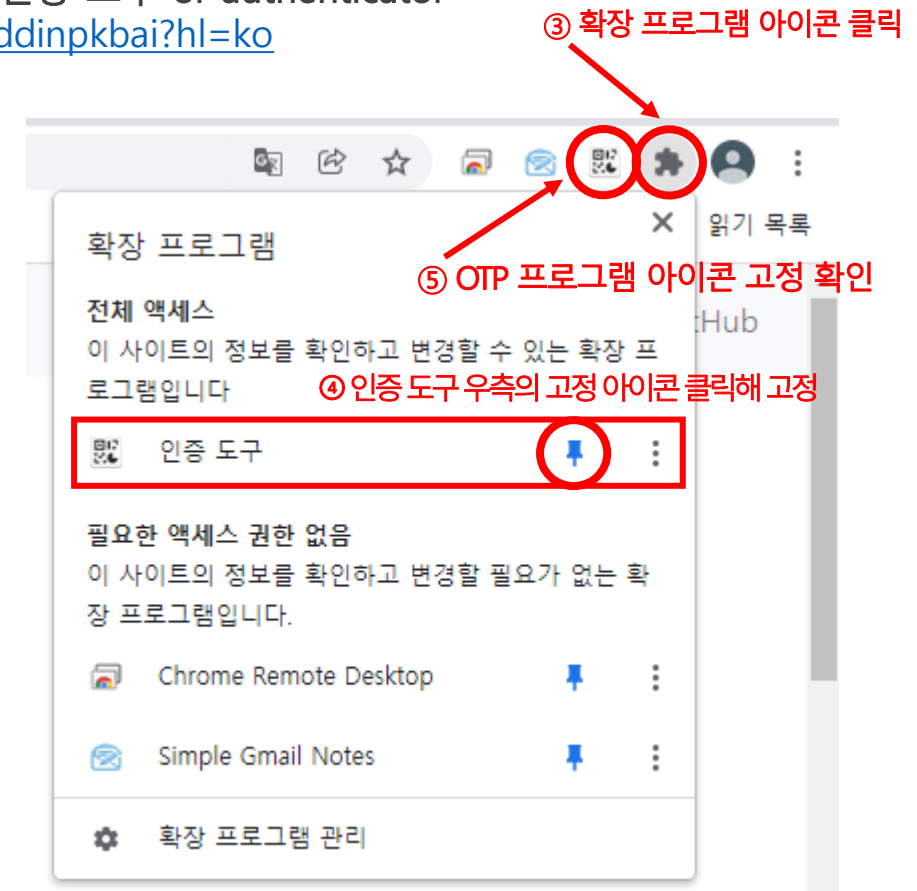 or authenticator
ddinpkbai?hl=ko
③ 확장 프로그램 아이콘 클릭
읽기 목록
확장 프로그램
⑤ OTP 프로그램 아이콘 고정 확인
전체 액세스
이 사이트의 정보를 확인하고 변경할 수 있는 확장 프
로그램입니다
④ 인증 도구 우측의 고정 아이콘 클릭해 고정
인증 도구
필요한 액세스 권한 없음
이 사이트의 정보를 확인하고 변경할 필요가 없는 확
장 프로그램입니다.
Chrome Remote Desktop
Simple Gmail Notes
확장 프로그램 관리